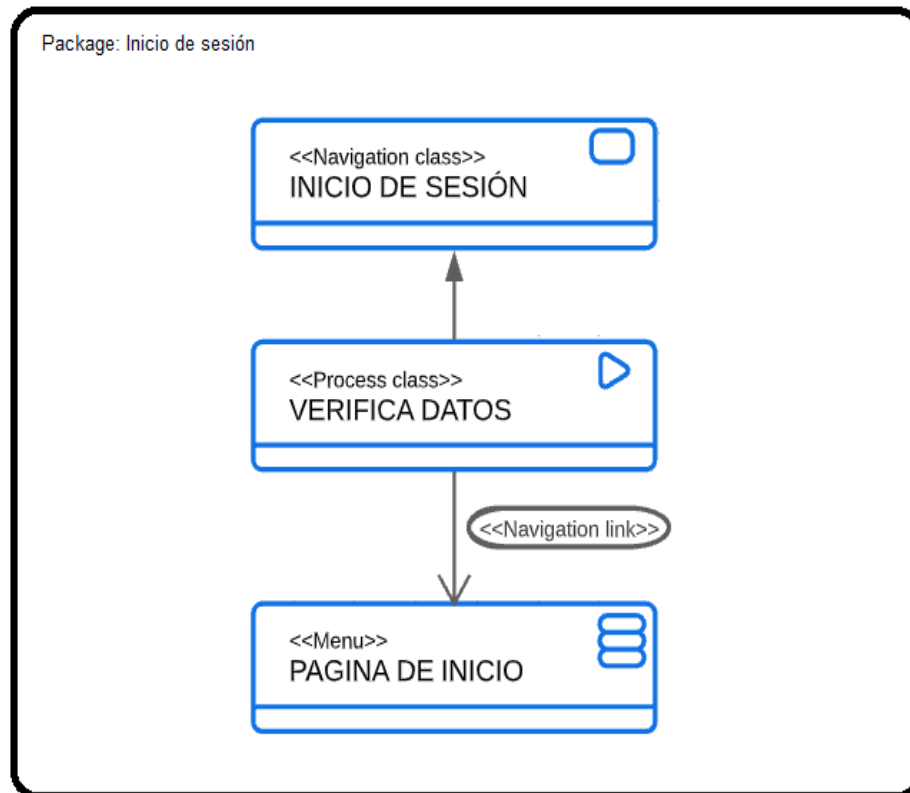 Package: Inicio de sesión
<<Navigation class>>
INICIO DE SESIÓN
<<Process class>>
VERIFICA DATOS
<<Navigation link>>
<<Menu>>
PAGINA DE INICIO